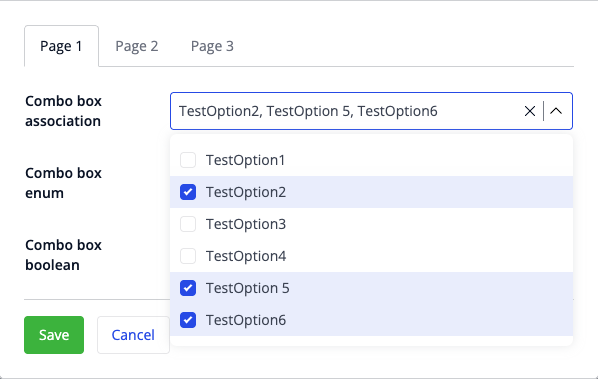 Page 1 Page 2 Page 3
Combo box
association
TestOption2, TestOption 5, TestOption6
TestOption1
TestOption2
TestOption3
TestOption4
TestOption 5
TestOption6
Combo box
enum
Combo box
boolean
Save Cancel